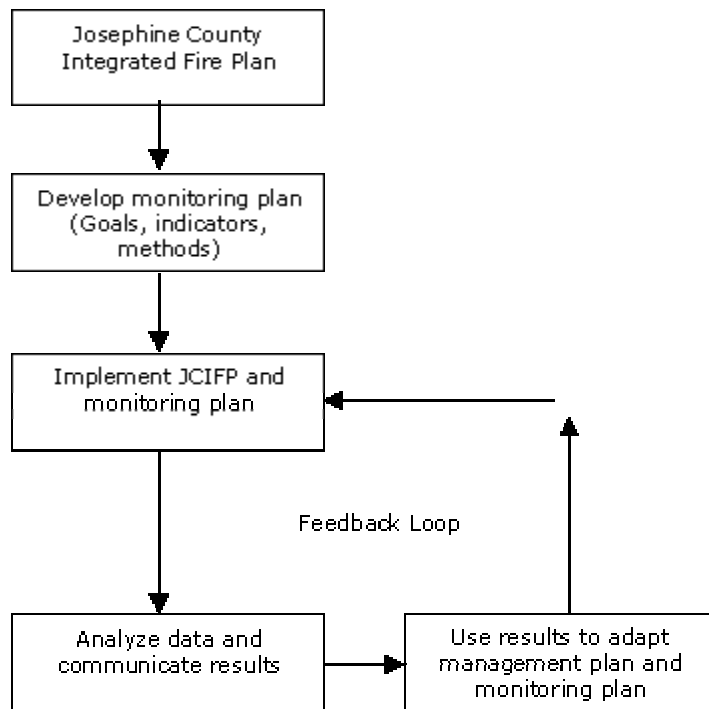 Josephine County
Integrated Fire Plan
Develop monitoring plan
(Goals, indicators,
methods)
Implement JCIFP and
monitoring plan
Feedback Loop
Analyze data and
communicate results
Use results to adapt
management plan and
monitoring plan